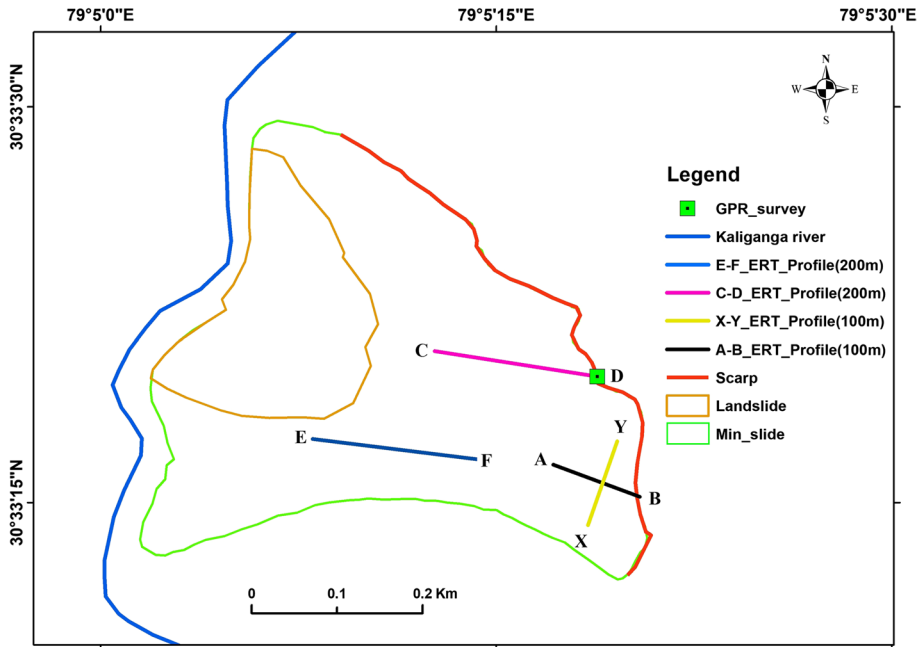 79°5'0"E
79°5'15"E
79°5'30"E
30°33'30"N
30°33'15"N
N
W
E
S
Legend
GPR_survey
Kaliganga river
E-F_ERT_Profile(200m)
C-D_ERT_Profile(200m)
X-Y_ERT_Profile(100m)
A-B_ERT_Profile(100m)
Scarp
Landslide
Min_slide
C
D
E
F
Y
A
B
X
0
0.1
0.2 Km